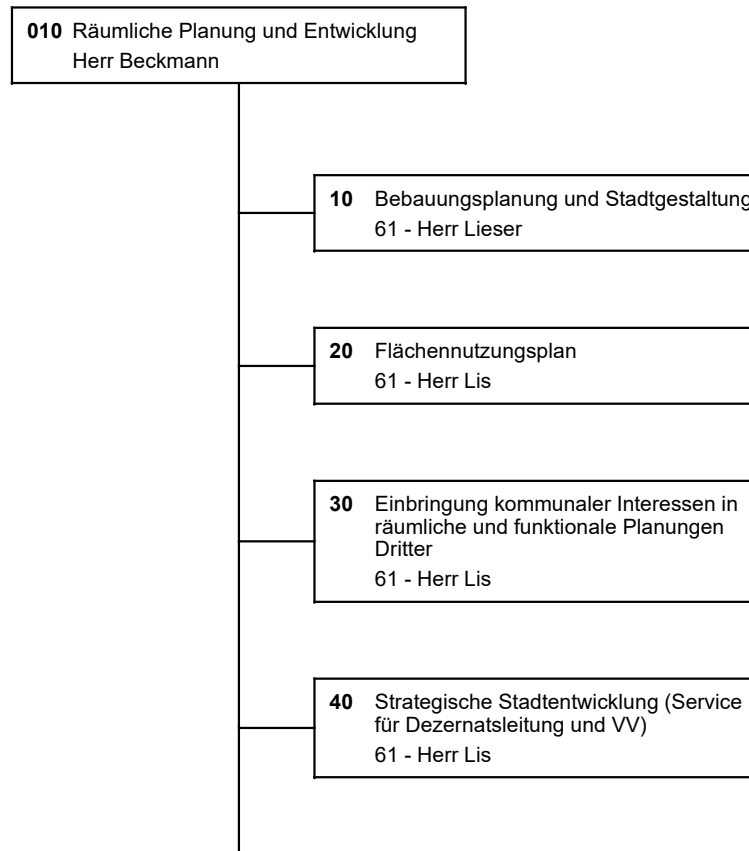 010 Räumliche Planung und Entwicklung
Herr Beckmann
10 Bebauungsplanung und Stadtgestaltung
61 - Herr Lieser
20 Flächennutzungsplan
61 - Herr Lis
30 Einbringung kommunaler Interessen in
räumliche und funktionale Planungen
Dritter
61 - Herr Lis
40 Strategische Stadtentwicklung (Service
für Dezernatsleitung und VV)
61 - Herr Lis